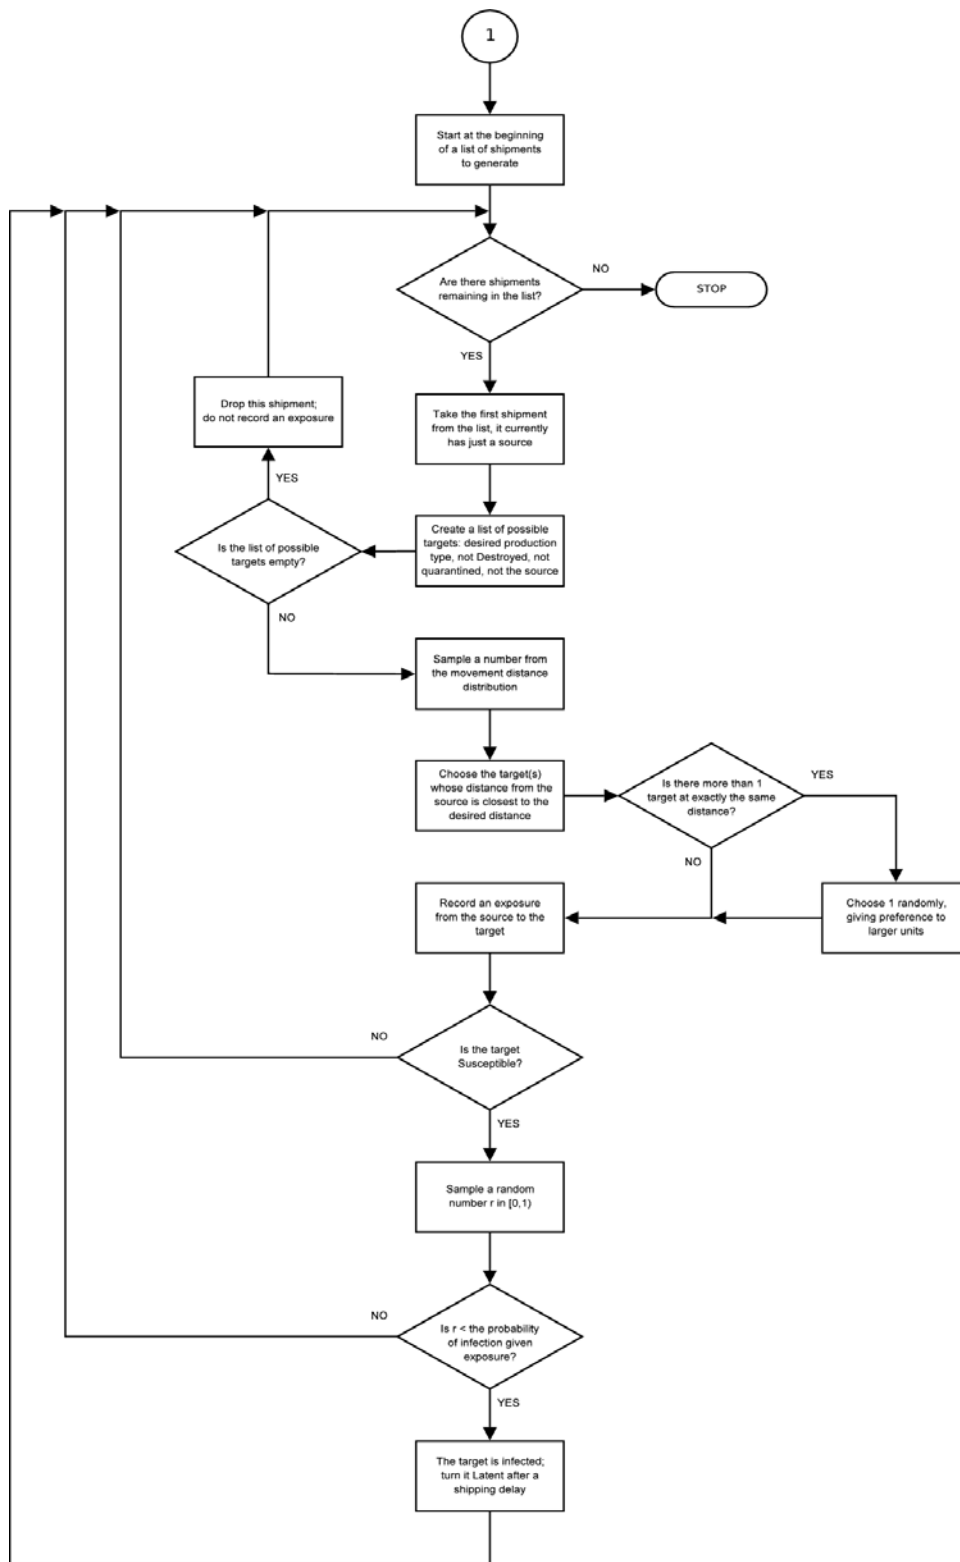 1
Start at the beginning
of a list of shipments
to generate
Are there shipments
remaining in the list?
NO
STOP
YES
Take the first shipment
from the list, it currently
has just a source
Drop this shipment;
do not record an exposure
YES
Create a list of possible
targets: desired production
type, not Destroyed, not
quarantined, not the source
Is the list of possible
targets empty?
NO
Sample a number from
the movement distance
distribution
Choose the target(s)
whose distance from the
source is closest to the
desired distance
Is there more than 1
target at exactly the same
distance?
YES
NO
Choose 1 randomly,
giving preference to
larger units
Record an exposure
from the source to the
target
Is the target
Susceptible?
NO
YES
Sample a random
number r in [0,1)
Is r < the probability
of infection given
exposure?
NO
YES
The target is infected;
turn it Latent after a
shipping delay